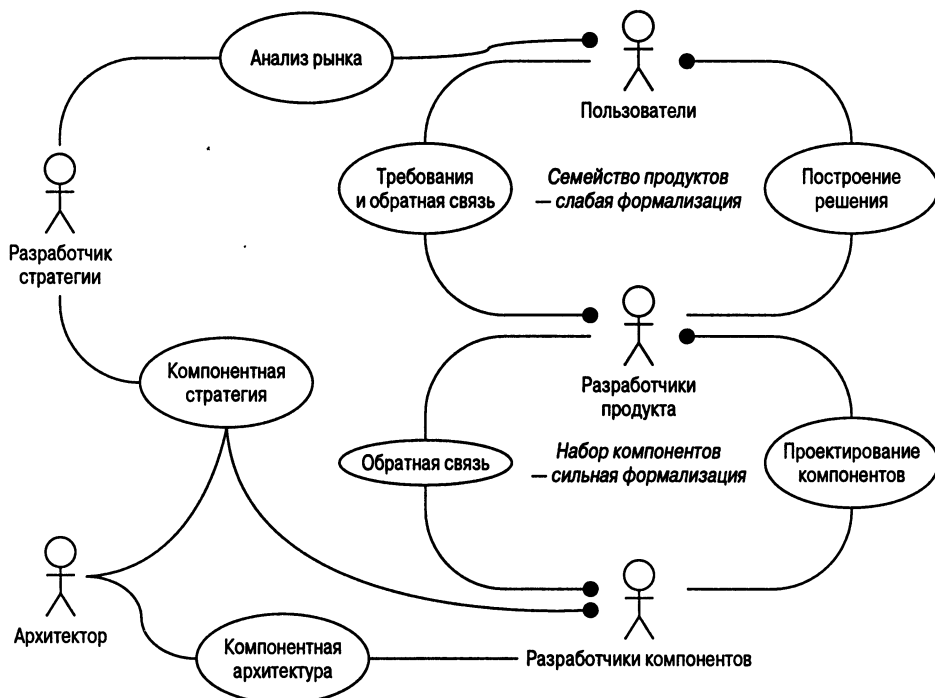 Анализ рынка
Пользователи
Требования
и обратная связь
Семейство продуктов
— слабая формализация
Построение
решения
Разработчик
стратегии
Компонентная
стратегия
Разработчики
продукта
Обратная связь
Набор компонентов
— сильная формализация
Проектирование
компонентов
Архитектор
Компонентная
архитектура
Разработчики компонентов